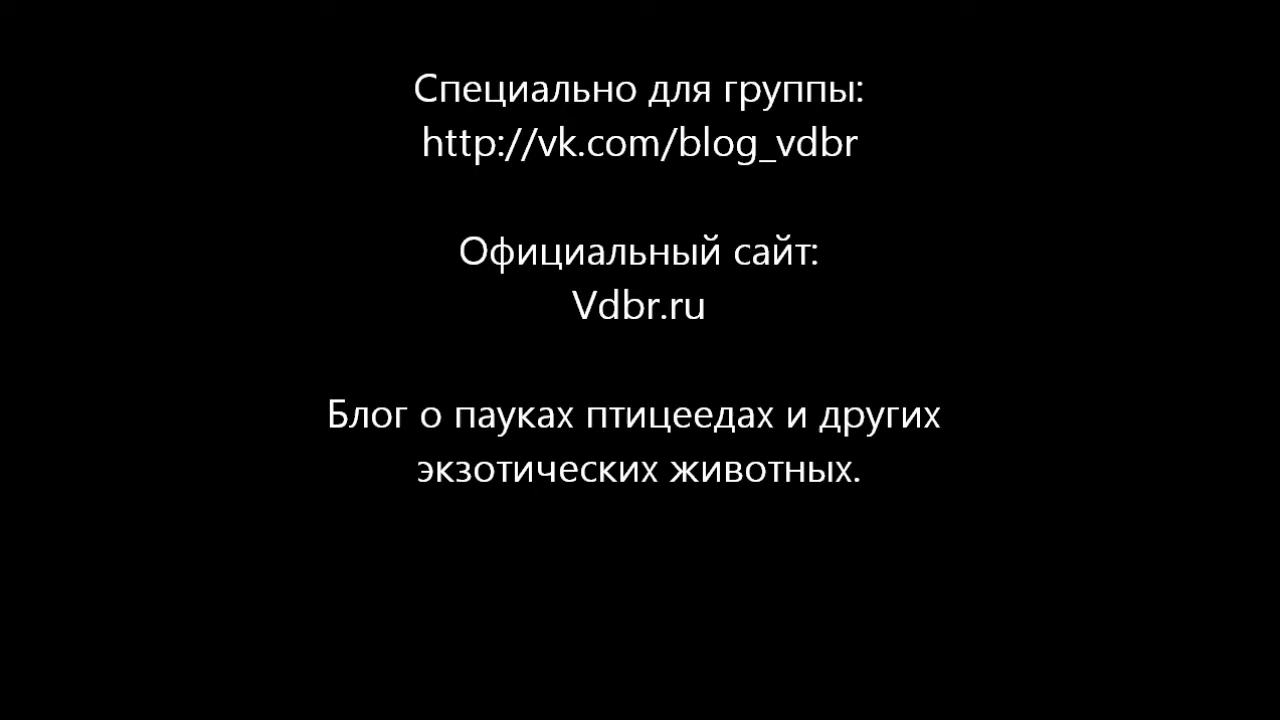 Специально для группы:
http://vk.com/blog_vdbr
Официальный сайт:
Vdbr.ru
Блог о пауках птицеедах и других
экзотических животных.